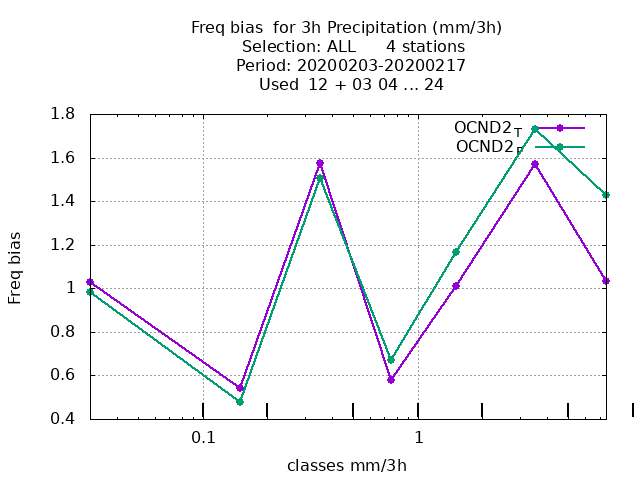 Freq bias  for 3h Precipitation (mm/3h)
Selection: ALL      4 stations
Period: 20200203-20200217
Used  12 + 03 04 ... 24
OCND2T
OCND2
1.8
1.6
1.4
1.2
1
0.8
0.6
0.4
Freq bias
0.1
1
classes mm/3h